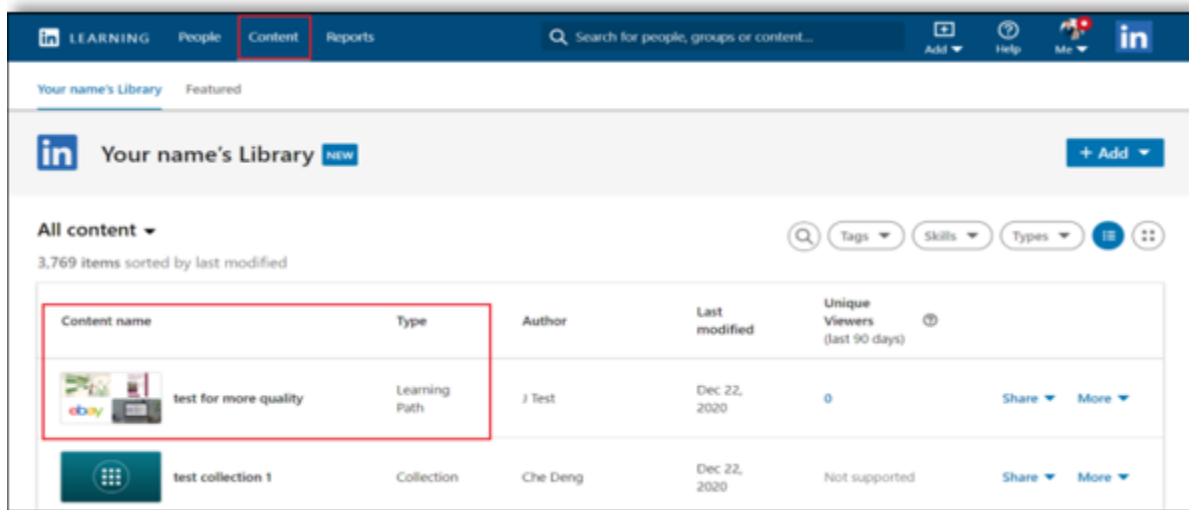 in LEARNING People Content Reports Search for people, groups or content... Add Help Me in
Your name's Library Featured
in Your name's Library NEW + Add
All content Tags Skills Types
3,769 items sorted by last modified
Content name Type Author Last modified Unique Viewers (last 90 days)
ebay test for more quality Learning Path J Test Dec 22, 2020 0 Share More
test collection 1 Collection Che Deng Dec 22, 2020 Not supported Share More